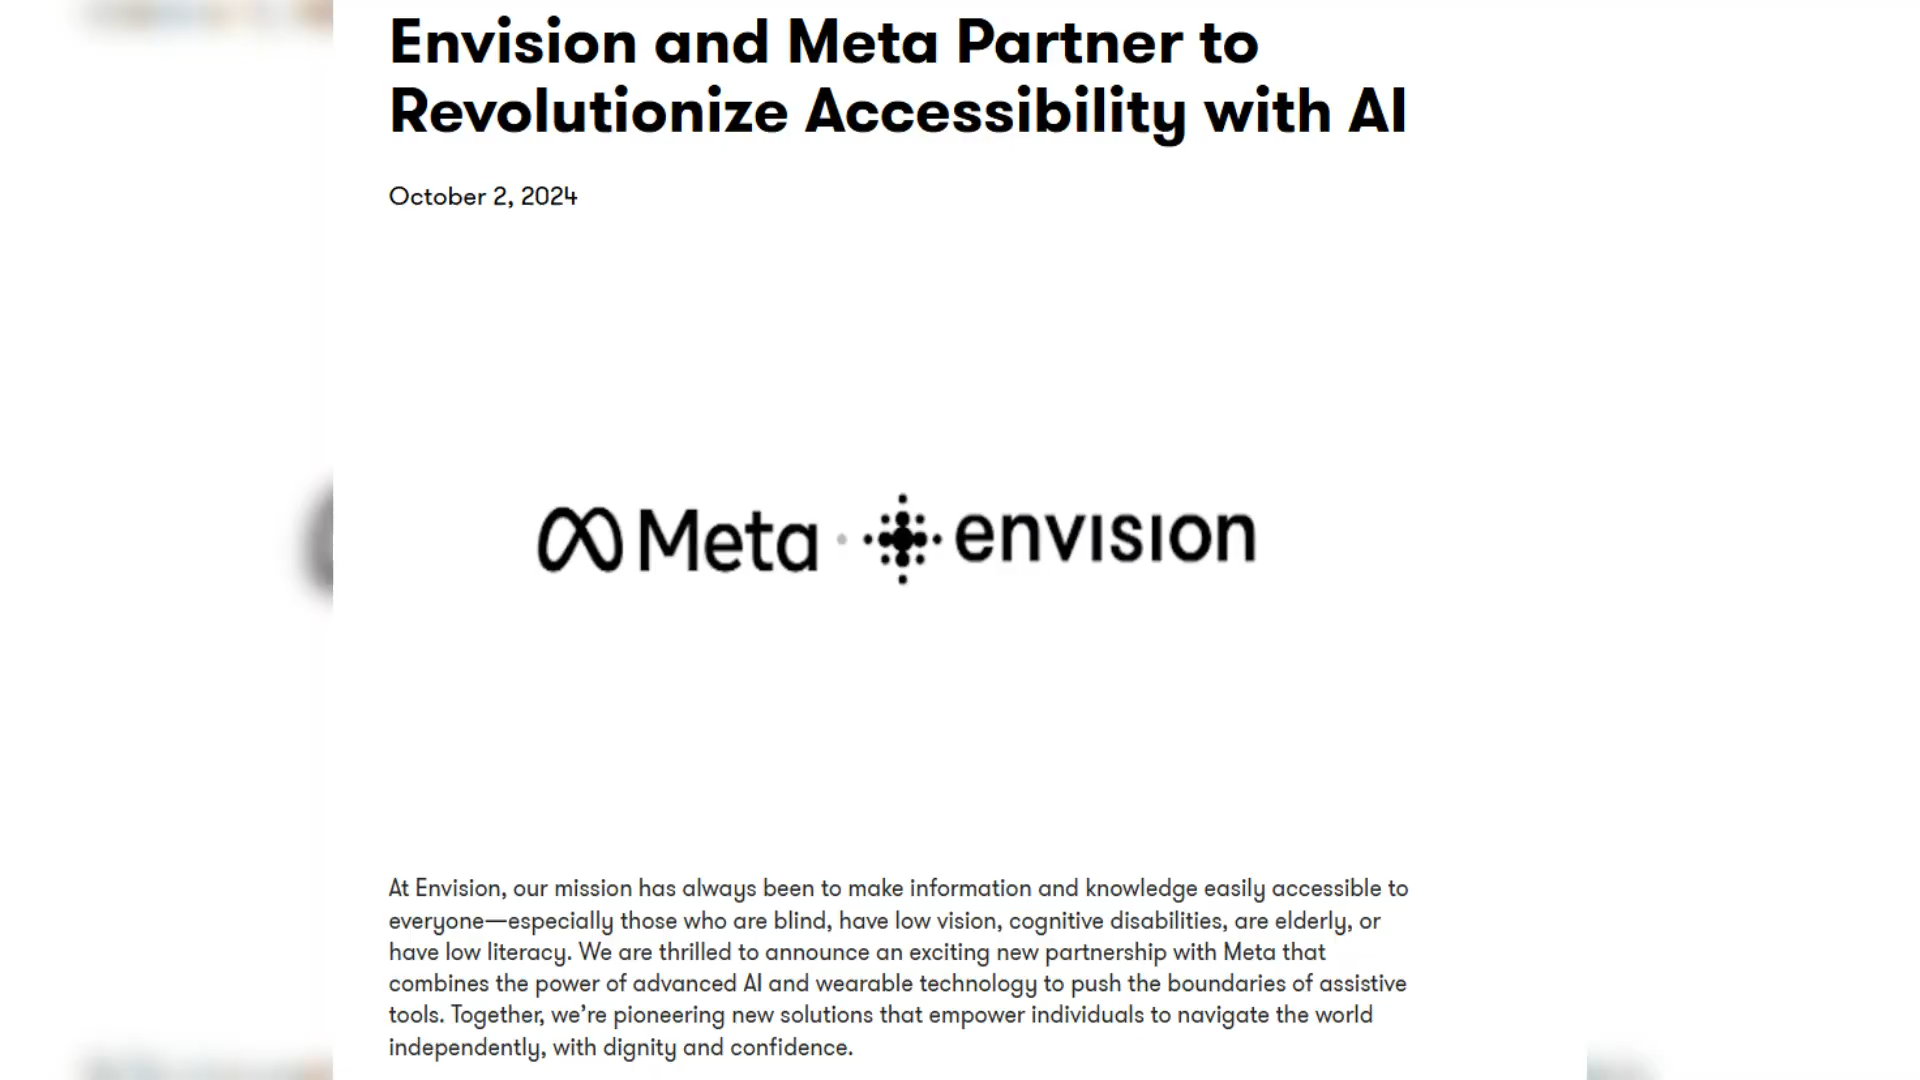 Envision and Meta Partner to
Revolutionize Accessibility with AI
October 2, 2024
Meta · envision
At Envision, our mission has always been to make information and knowledge easily accessible to
everyone—especially those who are blind, have low vision, cognitive disabilities, are elderly, or
have low literacy. We are thrilled to announce an exciting new partnership with Meta that
combines the power of advanced AI and wearable technology to push the boundaries of assistive
tools. Together, we’re pioneering new solutions that empower individuals to navigate the world
independently, with dignity and confidence.